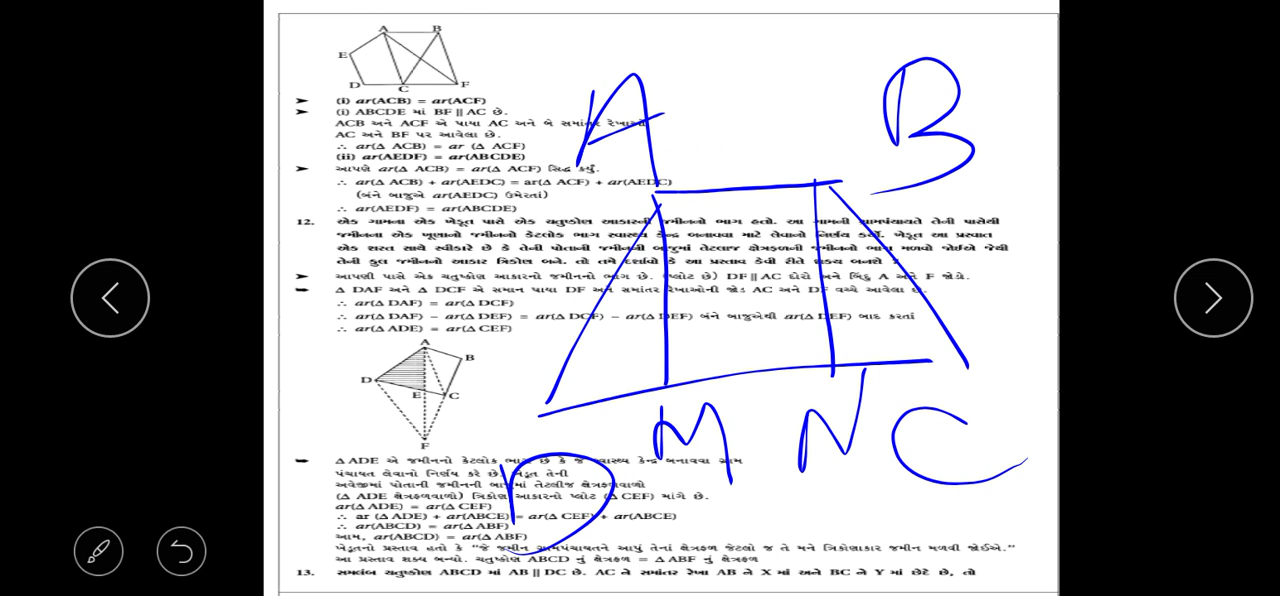 A B
E
D C F
➤ (i) ar(ACB) = ar(ACF)
➤ (i) ABCDE માં BF || AC છે.
ACB અને ACF એ પાયા AC અને બે સમાંતર રેખાઓ
AC અને BF પર આવેલા છે.
∴ ar(Δ ACB) = ar (Δ ACF)
(ii) ar(AEDF) = ar(ABCDE)
➤ આપણે ar(Δ ACB) = ar(Δ ACF) સિદ્ધ કર્યું.
∴ ar(Δ ACB) + ar(AEDC) = ar(Δ ACF) + ar(AEDC)
(બંને બાજુએ ar(AEDC) ઉમેરતાં)
∴ ar(AEDF) = ar(ABCDE)
12. એક ગામના એક ખેડૂત પાસે એક ચતુષ્કોણ આકારની જમીનનો ભાગ હતો. આ ગામની ગ્રામપંચાયતે તેની પાસેથી
જમીનના એક ખૂણાનો જમીનનો કેટલોક ભાગ સ્વાસ્થ્ય કેન્દ્ર બનાવવા માટે લેવાનો નિર્ણય કર્યો. ખેડૂત આ પ્રસ્તાવ
એક શરત સાથે સ્વીકારે છે કે તેની પોતાની જમીનની બાજુમાં તેટલાજ ક્ષેત્રફળની જમીનનો ભાગ મળવો જોઈએ જેથી
તેની કુલ જમીનનો આકાર ત્રિકોણ બને. તો તમે દર્શાવો કે આ પ્રસ્તાવ કેવી રીતે શક્ય બનશે ?
➤ આપણી પાસે એક ચતુષ્કોણ આકારનો જમીનનો ભાગ છે. (પ્લોટ છે) DF || AC દોરો અને બિંદુ A અને F જોડો.
➡ Δ DAF અને Δ DCF એ સમાન પાયા DF અને સમાંતર રેખાઓની જોડ AC અને DF વચ્ચે આવેલા છે.
∴ ar(Δ DAF) = ar(Δ DCF)
∴ ar(Δ DAF) – ar(Δ DEF) = ar(Δ DCF) – ar(Δ DEF) બંને બાજુએથી ar(Δ DEF) બાદ કરતાં
∴ ar(Δ ADE) = ar(Δ CEF)
A
B
D
E C
F
➡ Δ ADE એ જમીનનો કેટલોક ભાગ છે કે જે સ્વાસ્થ્ય કેન્દ્ર બનાવવા ગ્રામ
પંચાયત લેવાનો નિર્ણય કરે છે. ખેડૂત તેની
અવેજીમાં પોતાની જમીનની બાજુમાં તેટલીજ ક્ષેત્રફળવાળો
(Δ ADE ક્ષેત્રફળવાળો) ત્રિકોણ આકારનો પ્લોટ (Δ CEF) માંગે છે.
ar(Δ ADE) = ar(Δ CEF)
∴ ar (Δ ADE) + ar(ABCE) = ar(Δ CEF) + ar(ABCE)
∴ ar(ABCD) = ar(Δ ABF)
આમ, ar(ABCD) = ar(Δ ABF)
ખેડૂતનો પ્રસ્તાવ હતો કે “જે જમીન ગ્રામપંચાયતને આપું તેનાં ક્ષેત્રફળ જેટલો જ તે મને ત્રિકોણાકાર જમીન મળવી જોઈએ.”
આ પ્રસ્તાવ શક્ય બન્યો. ચતુષ્કોણ ABCD નું ક્ષેત્રફળ = Δ ABF નું ક્ષેત્રફળ
13. સમલંબ ચતુષ્કોણ ABCD માં AB || DC છે. AC ને સમાંતર રેખા AB ને X માં અને BC ને Y માં છેદે છે, તો
A B
D M N C